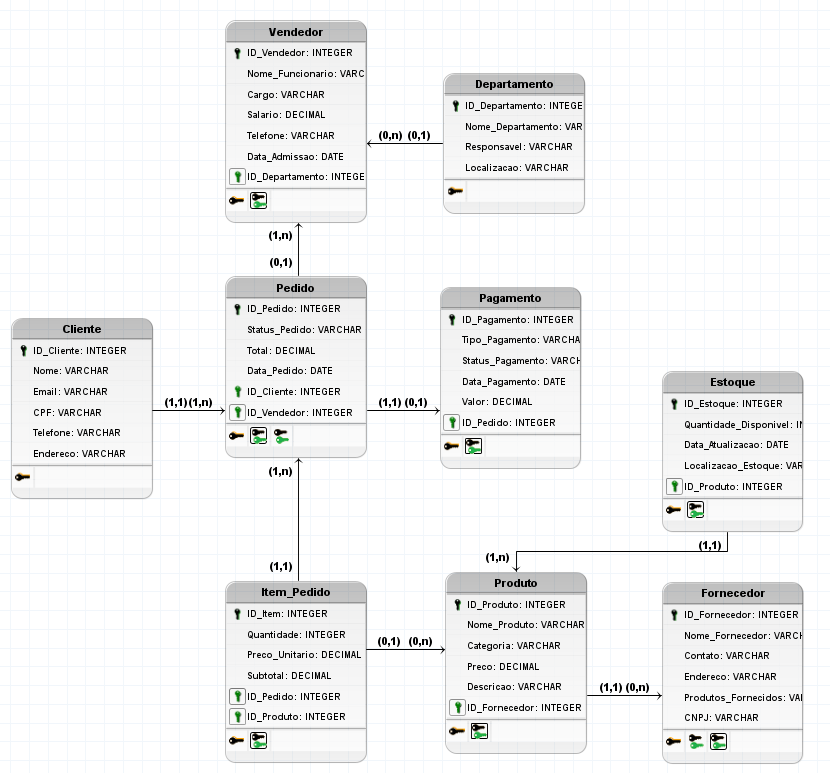 Vendedor
ID_Vendedor: INTEGER
Nome_Funcionario: VARC
Cargo: VARCHAR
Salario: DECIMAL
Telefone: VARCHAR
Data_Admissao: DATE
ID_Departamento: INTEGE
Departamento
ID_Departamento: INTEGE
Nome_Departamento: VAR
Responsavel: VARCHAR
Localizacao: VARCHAR
(0,n) (0,1)
(1,n)
(0,1)
Pedido
ID_Pedido: INTEGER
Status_Pedido: VARCHAR
Total: DECIMAL
Data_Pedido: DATE
ID_Cliente: INTEGER
ID_Vendedor: INTEGER
Pagamento
ID_Pagamento: INTEGER
Tipo_Pagamento: VARCHA
Status_Pagamento: VARCH
Data_Pagamento: DATE
Valor: DECIMAL
ID_Pedido: INTEGER
Cliente
ID_Cliente: INTEGER
Nome: VARCHAR
Email: VARCHAR
CPF: VARCHAR
Telefone: VARCHAR
Endereco: VARCHAR
(1,1)(1,n)
(1,1) (0,1)
Estoque
ID_Estoque: INTEGER
Quantidade_Disponivel: IN
Data_Atualizacao: DATE
Localizacao_Estoque: VAR
ID_Produto: INTEGER
(1,n)
(1,1)
(1,n)
(1,1)
Item_Pedido
ID_Item: INTEGER
Quantidade: INTEGER
Preco_Unitario: DECIMAL
Subtotal: DECIMAL
ID_Pedido: INTEGER
ID_Produto: INTEGER
(0,1) (0,n)
Produto
ID_Produto: INTEGER
Nome_Produto: VARCHAR
Categoria: VARCHAR
Preco: DECIMAL
Descricao: VARCHAR
ID_Fornecedor: INTEGER
(1,1) (0,n)
Fornecedor
ID_Fornecedor: INTEGER
Nome_Fornecedor: VARCH
Contato: VARCHAR
Endereco: VARCHAR
Produtos_Fornecidos: VAR
CNPJ: VARCHAR